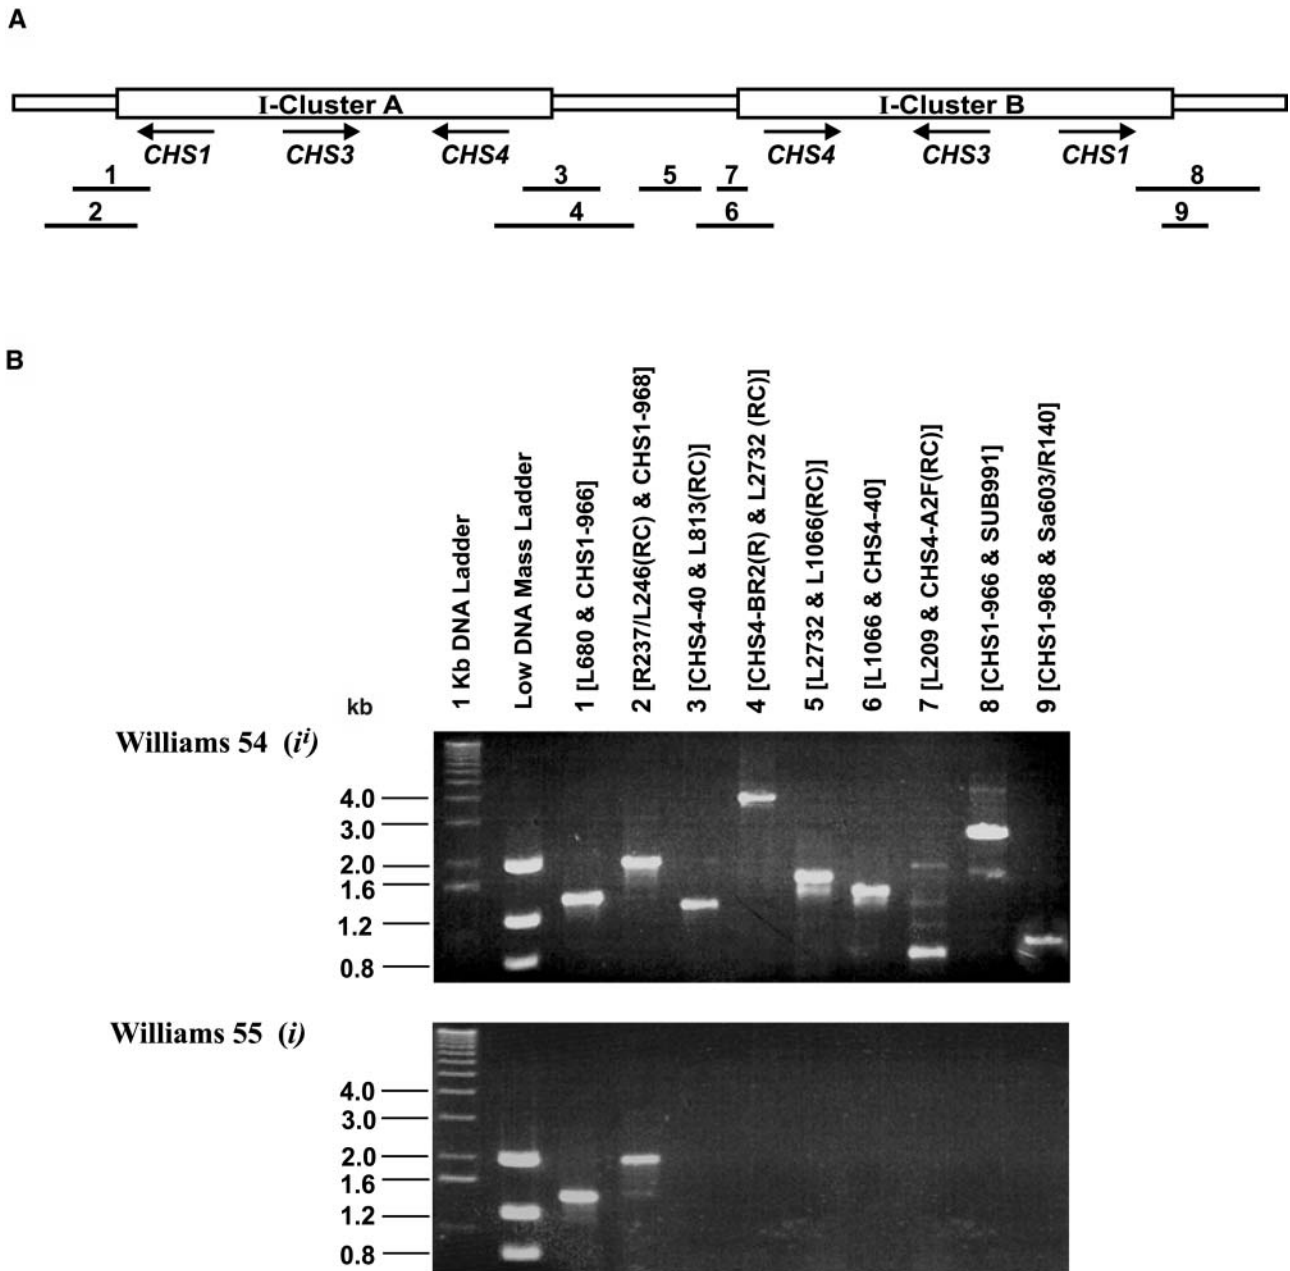 A
I-Cluster A I-Cluster B
CHS1 CHS3 CHS4 CHS4 CHS3 CHS1
1 3 5 7 8
2 4 6 9
B
1 Kb DNA Ladder
Low DNA Mass Ladder
1 [L680 & CHS1-966]
2 [R237/L246(RC) & CHS1-968]
3 [CHS4-40 & L813(RC)]
4 [CHS4-BR2(R) & L2732 (RC)]
5 [L2732 & L1066(RC)]
6 [L1066 & CHS4-40]
7 [L209 & CHS4-A2F(RC)]
8 [CHS1-966 & SUB991]
9 [CHS1-968 & Sa603/R140]
kb
Williams 54 (iⁱ)
4.0
3.0
2.0
1.6
1.2
0.8
Williams 55 (i)
4.0
3.0
2.0
1.6
1.2
0.8